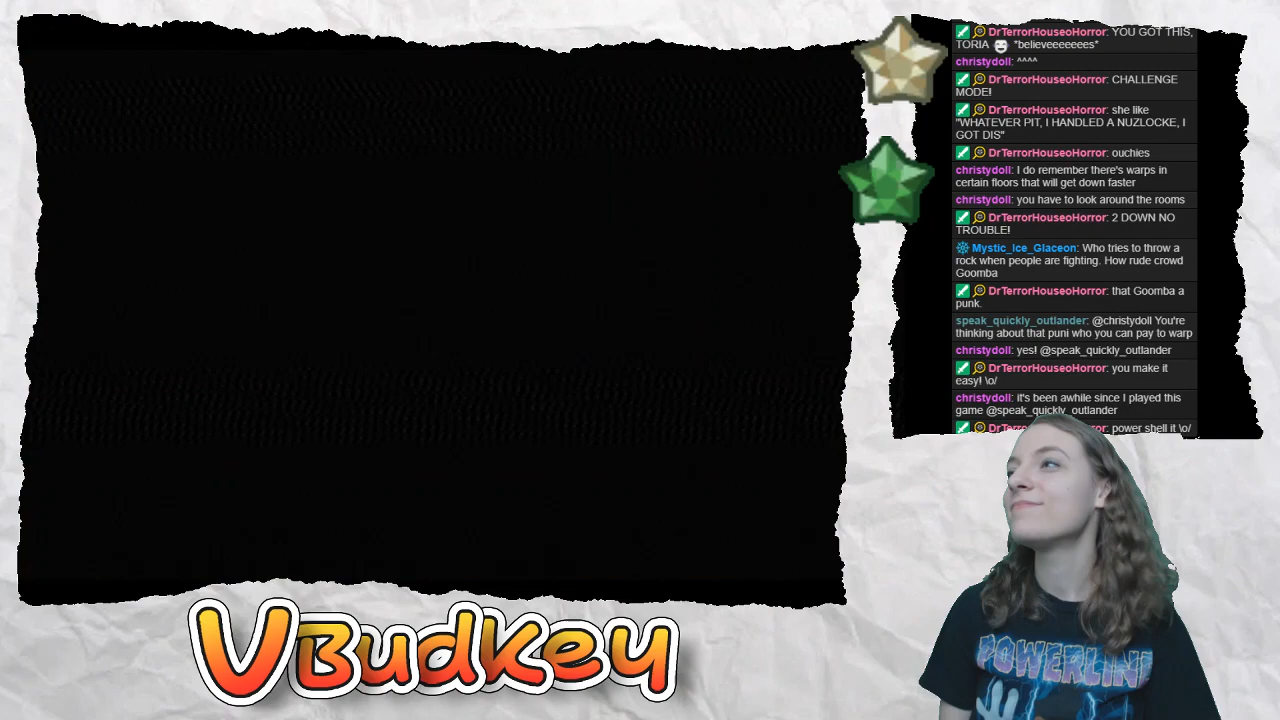 DrTerrorHouseoHorror: YOU GOT THIS,
TORIA *believeeeeeees*
christydoll: ^^^^
DrTerrorHouseoHorror: CHALLENGE
MODE!
DrTerrorHouseoHorror: she like
"WHATEVER PIT, I HANDLED A NUZLOCKE, I
GOT DIS"
DrTerrorHouseoHorror: ouchies
christydoll: I do remember there's warps in
certain floors that will get down faster
christydoll: you have to look around the rooms
DrTerrorHouseoHorror: 2 DOWN NO
TROUBLE!
Mystic_Ice_Glaceon: Who tries to throw a
rock when people are fighting. How rude crowd
Goomba
DrTerrorHouseoHorror: that Goomba a
punk.
speak_quickly_outlander: @christydoll You're
thinking about that puni who you can pay to warp
christydoll: yes! @speak_quickly_outlander
DrTerrorHouseoHorror: you make it
easy! \o/
christydoll: it's been awhile since I played this
game @speak_quickly_outlander
DrTe
ror: power shell it \o/
VBudkey
POWERLINE